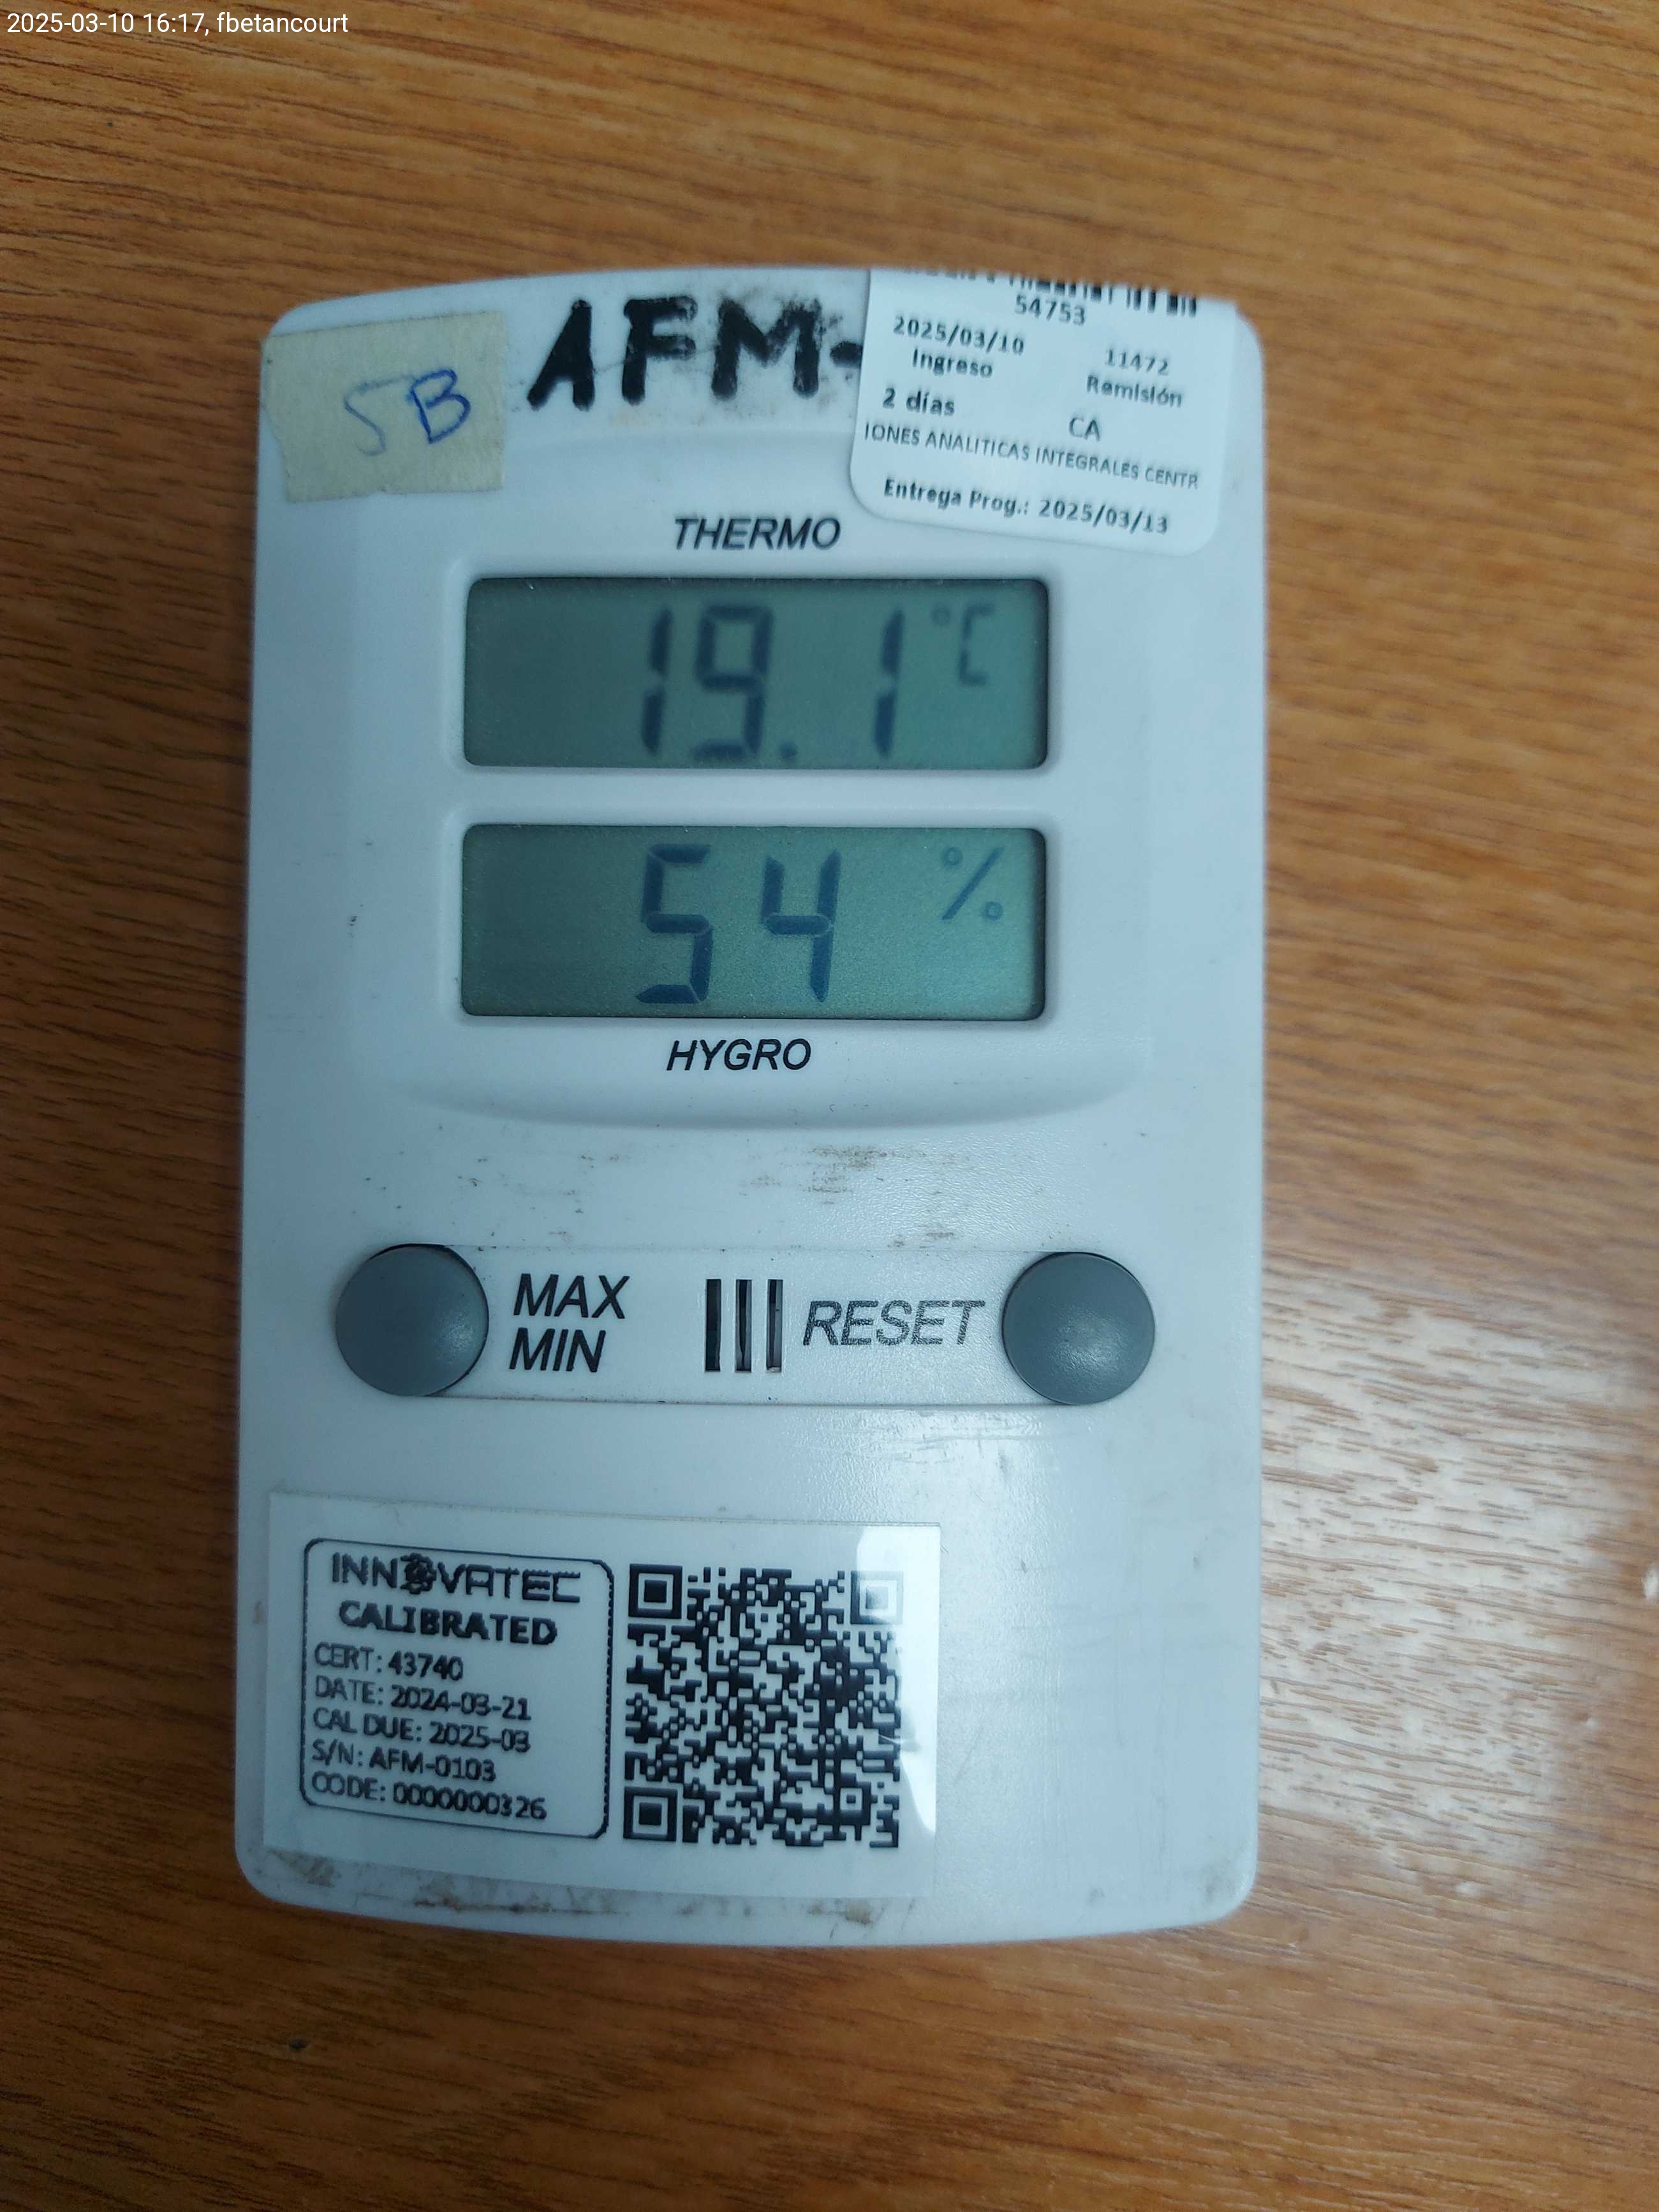 2025-03-10 16:17, fbetancourt
5B
AFM-
54753
2025/03/10 11472
Ingreso Remisión
2 días CA
IONES ANALITICAS INTEGRALES CENTR
Entrega Prog.: 2025/03/13
THERMO
19.1 °C
54 %
HYGRO
MAX
MIN
RESET
INNOVATEC
CALIBRATED
CERT: 43740
DATE: 2024-03-21
CAL DUE: 2025-03
S/N: AFM-0103
CODE: 0000000326